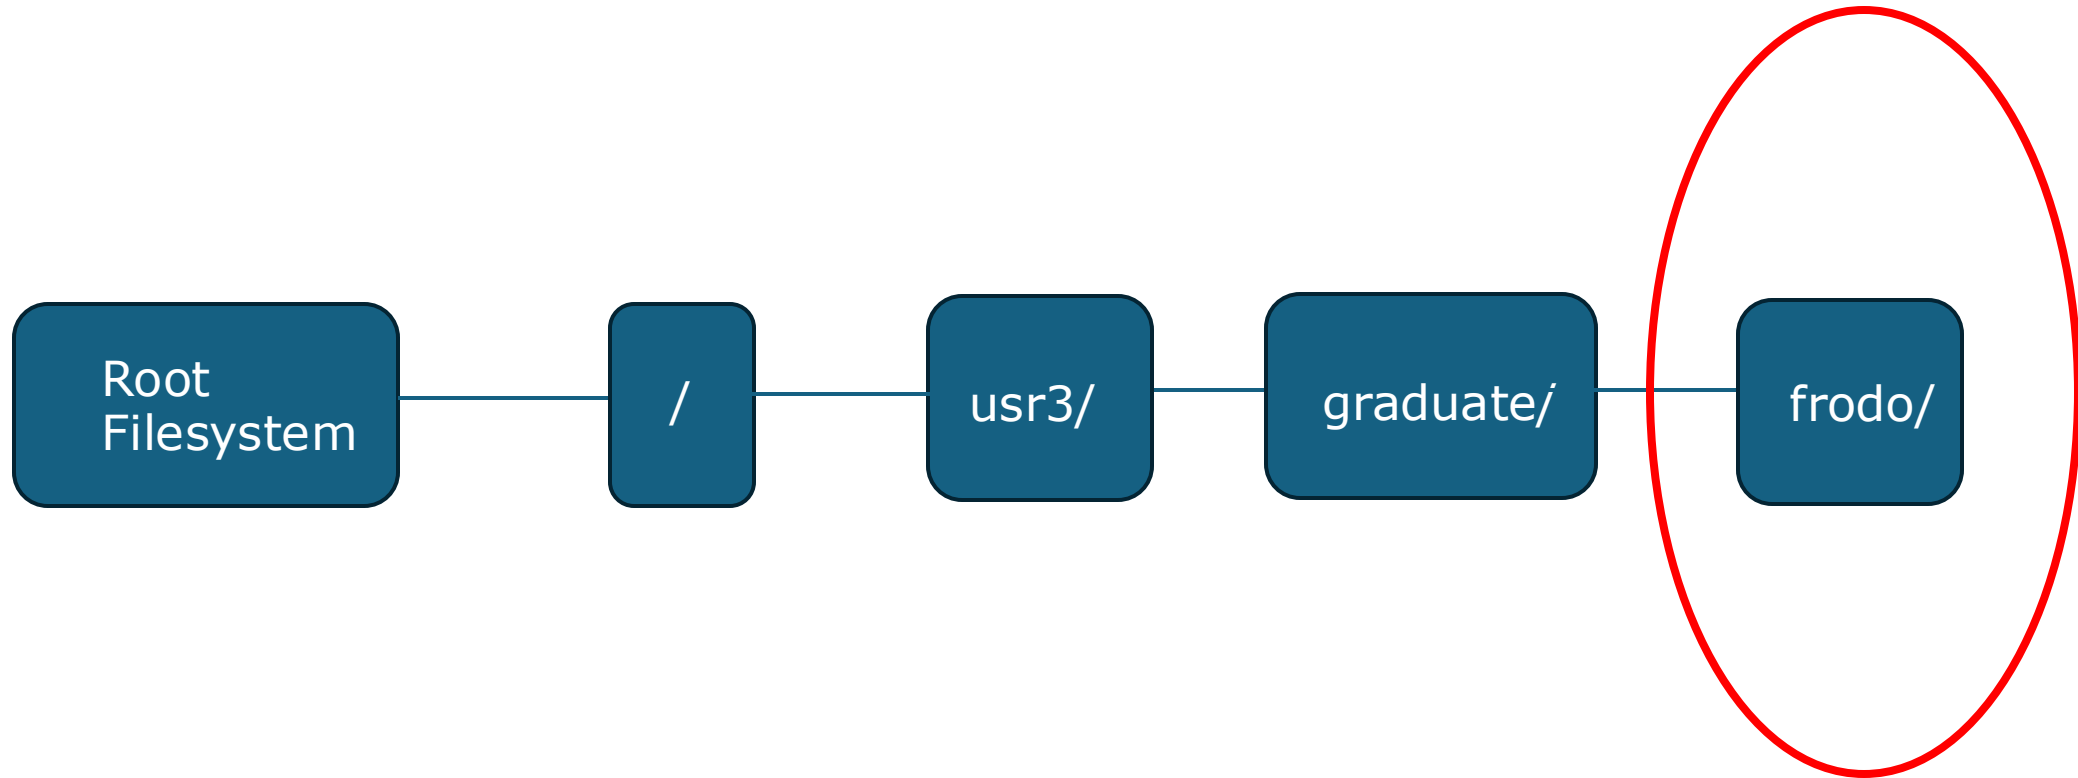 Root
Filesystem
/
usr3/
graduate/
frodo/